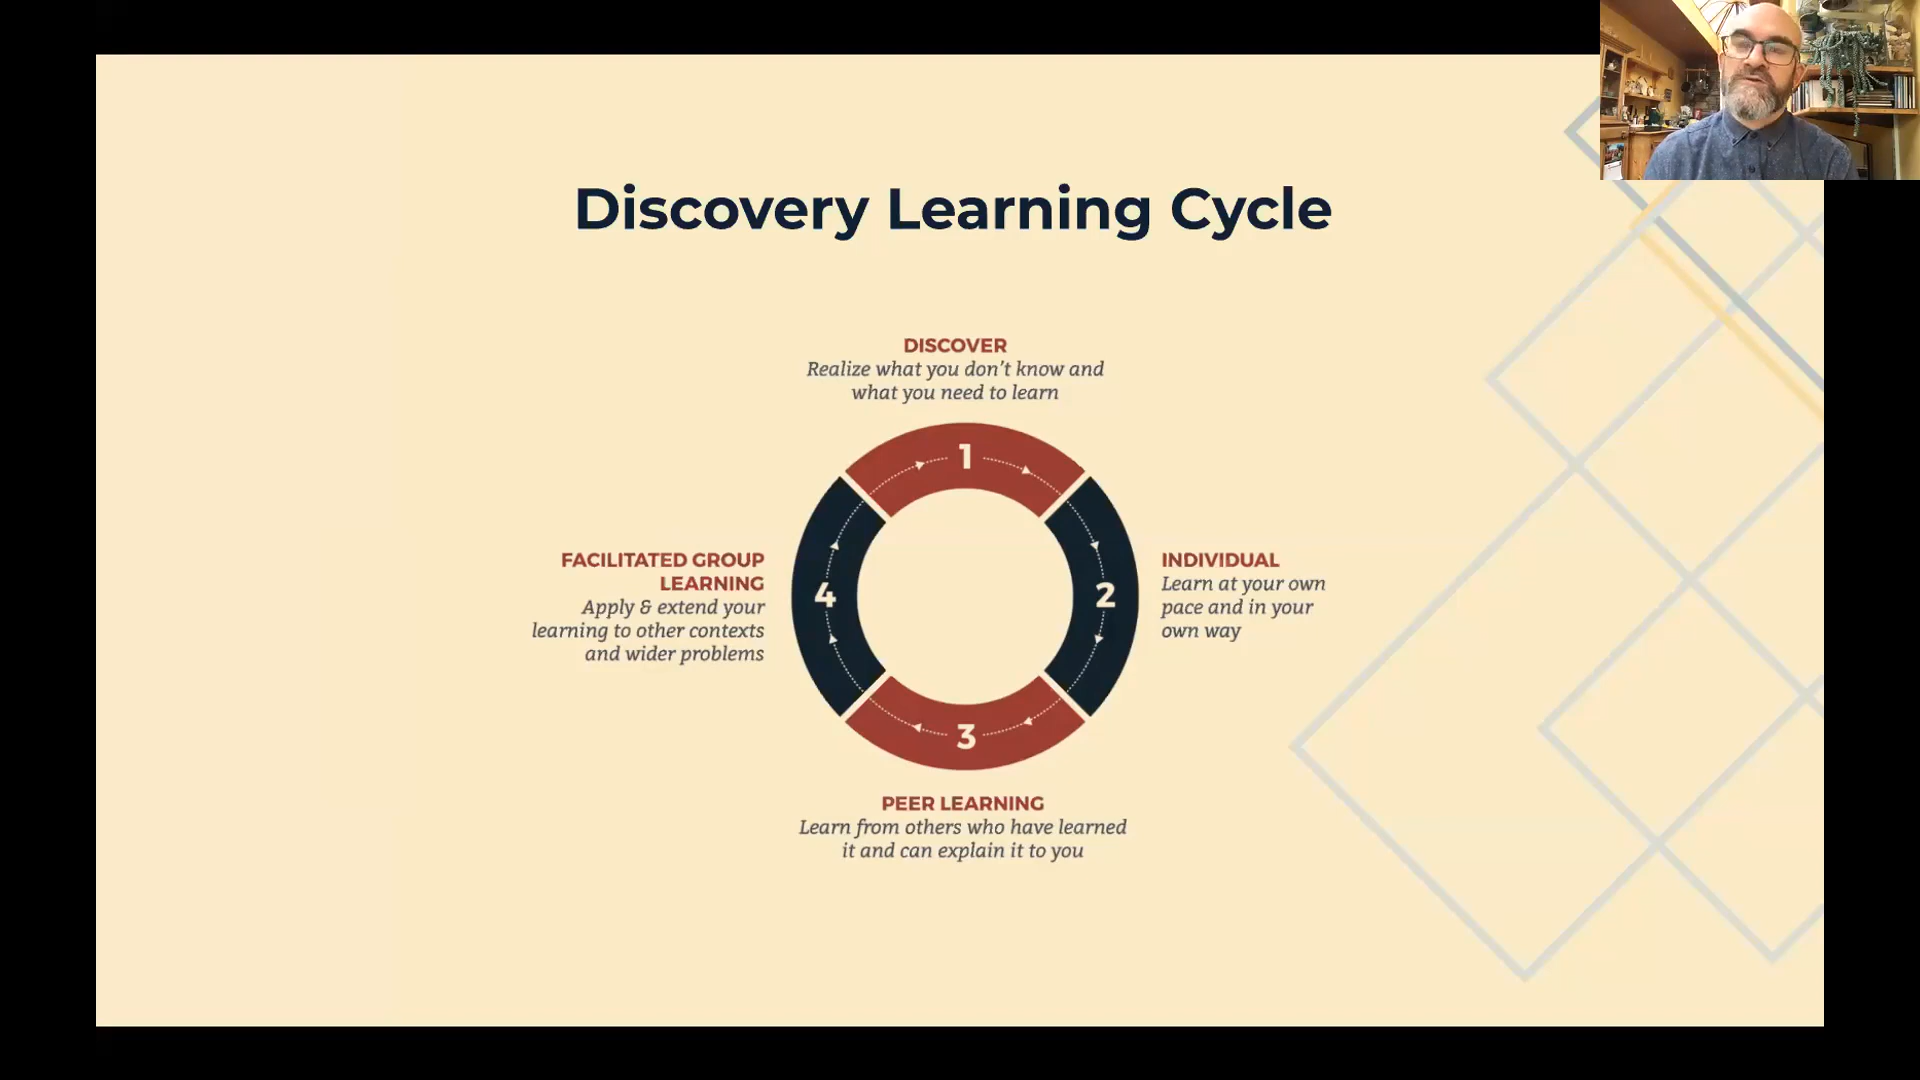 Discovery Learning Cycle
DISCOVER
Realize what you don't know and
what you need to learn
1
2
3
4
INDIVIDUAL
Learn at your own
pace and in your
own way
PEER LEARNING
Learn from others who have learned
it and can explain it to you
FACILITATED GROUP
LEARNING
Apply & extend your
learning to other contexts
and wider problems